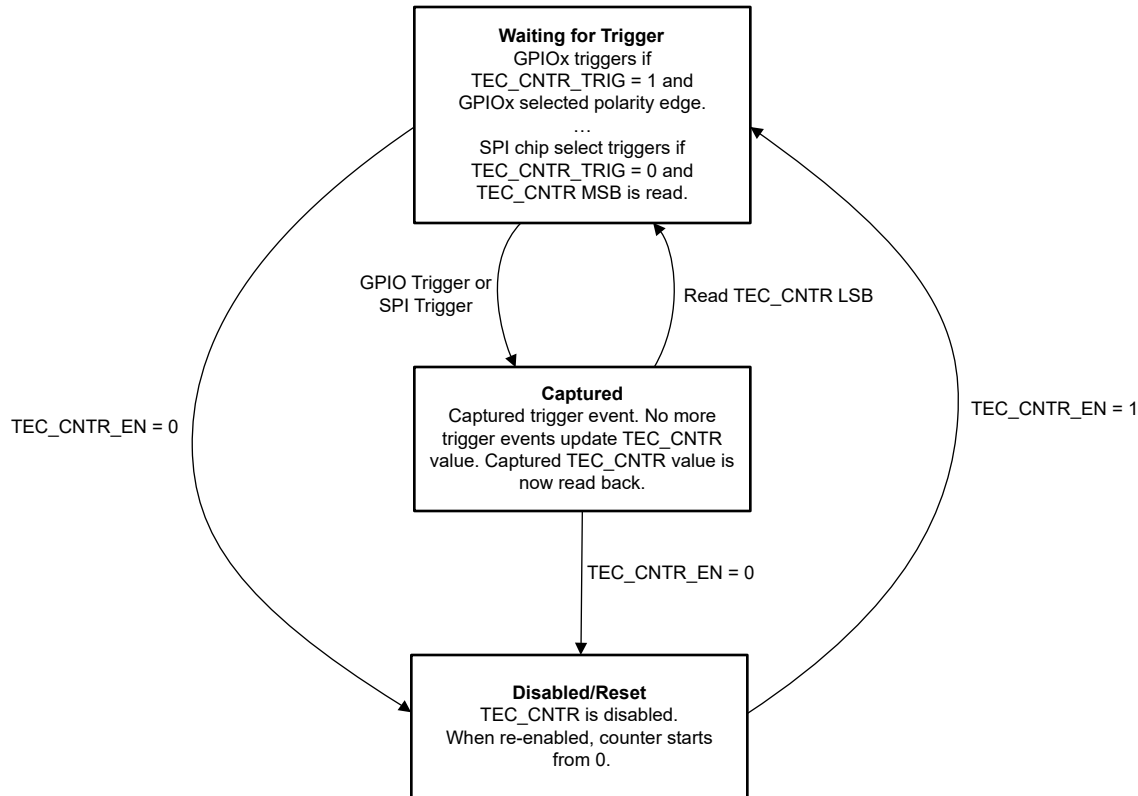 Waiting for Trigger
GPIOx triggers if
TEC_CNTR_TRIG = 1 and
GPIOx selected polarity edge.
…
SPI chip select triggers if
TEC_CNTR_TRIG = 0 and
TEC_CNTR MSB is read.
GPIO Trigger or
SPI Trigger
Read TEC_CNTR LSB
Captured
Captured trigger event. No more
trigger events update TEC_CNTR
value. Captured TEC_CNTR value is
now read back.
TEC_CNTR_EN = 0
TEC_CNTR_EN = 1
TEC_CNTR_EN = 0
Disabled/Reset
TEC_CNTR is disabled.
When re-enabled, counter starts
from 0.